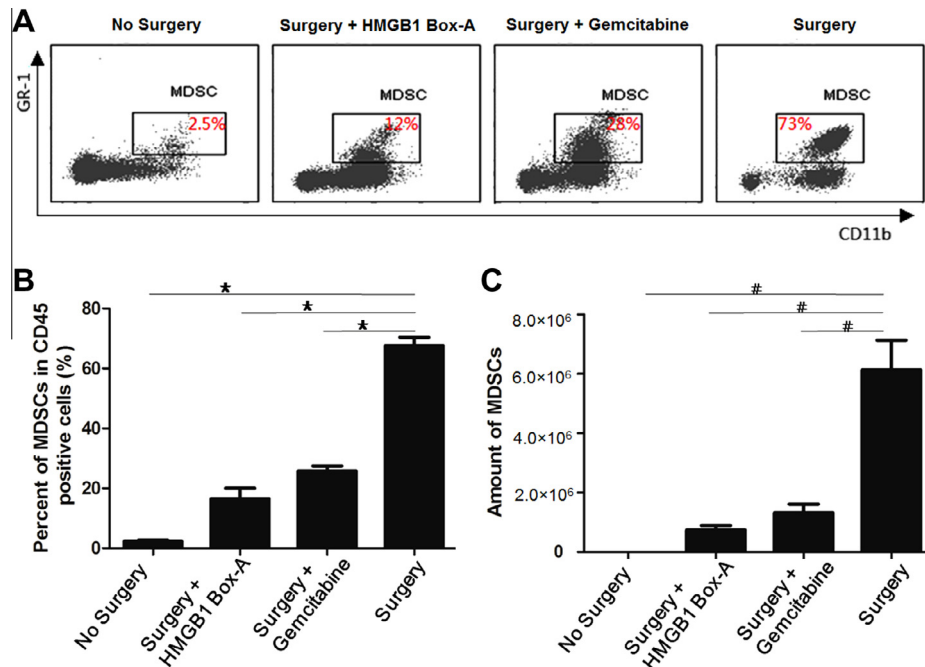 A
No Surgery
Surgery + HMGB1 Box-A
Surgery + Gemcitabine
Surgery
GR-1
MDSC
2.5%
MDSC
12%
MDSC
28%
MDSC
73%
CD11b
B
Percent of MDSCs in CD45
positive cells (%)
80
60
40
20
0
*
*
*
No Surgery
Surgery +
HMGB1 Box-A
Surgery +
Gemcitabine
Surgery
C
Amount of MDSCs
8.0×10⁶
6.0×10⁶
4.0×10⁶
2.0×10⁶
0
#
#
#
No Surgery
Surgery +
HMGB1 Box-A
Surgery +
Gemcitabine
Surgery